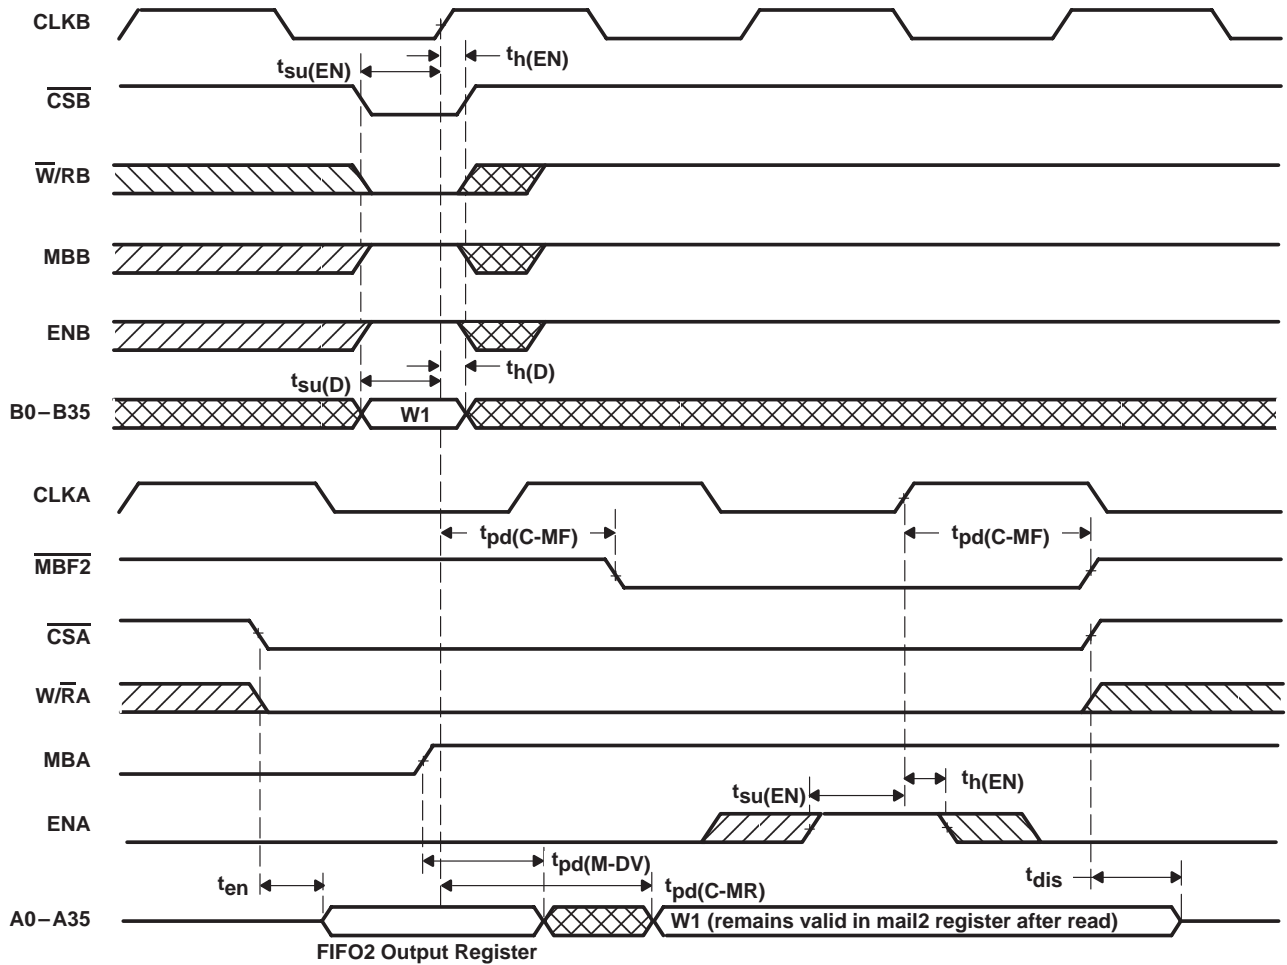 CLKB
tsu(EN)
th(EN)
CSB
W/RB
MBB
ENB
tsu(D)
th(D)
B0–B35
W1
CLKA
tpd(C-MF)
tpd(C-MF)
MBF2
CSA
W/RA
MBA
tsu(EN)
th(EN)
ENA
ten
tpd(M-DV)
tpd(C-MR)
tdis
A0–A35
W1 (remains valid in mail2 register after read)
FIFO2 Output Register